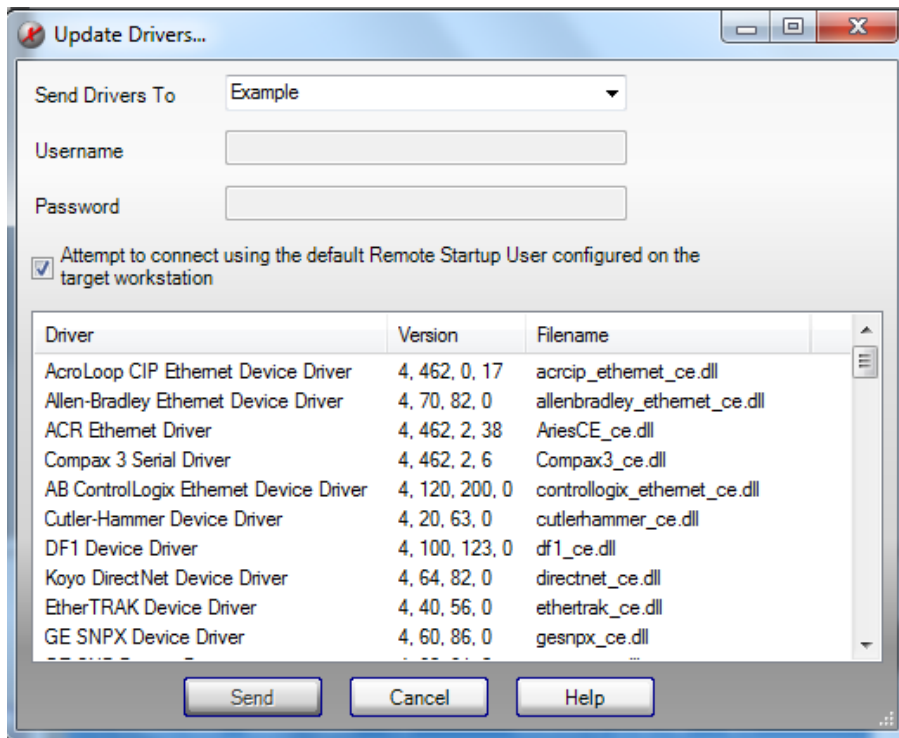 Update Drivers...
Send Drivers To Example
Username
Password
Attempt to connect using the default Remote Startup User configured on the
target workstation
Driver Version Filename
AcroLoop CIP Ethernet Device Driver 4, 462, 0, 17 acrcip_ethernet_ce.dll
Allen-Bradley Ethernet Device Driver 4, 70, 82, 0 allenbradley_ethernet_ce.dll
ACR Ethernet Driver 4, 462, 2, 38 AriesCE_ce.dll
Compax 3 Serial Driver 4, 462, 2, 6 Compax3_ce.dll
AB ControlLogix Ethernet Device Driver 4, 120, 200, 0 controllogix_ethernet_ce.dll
Cutler-Hammer Device Driver 4, 20, 63, 0 cutlerhammer_ce.dll
DF1 Device Driver 4, 100, 123, 0 df1_ce.dll
Koyo DirectNet Device Driver 4, 64, 82, 0 directnet_ce.dll
EtherTRAK Device Driver 4, 40, 56, 0 ethertrak_ce.dll
GE SNPX Device Driver 4, 60, 86, 0 gesnpx_ce.dll
Send Cancel Help